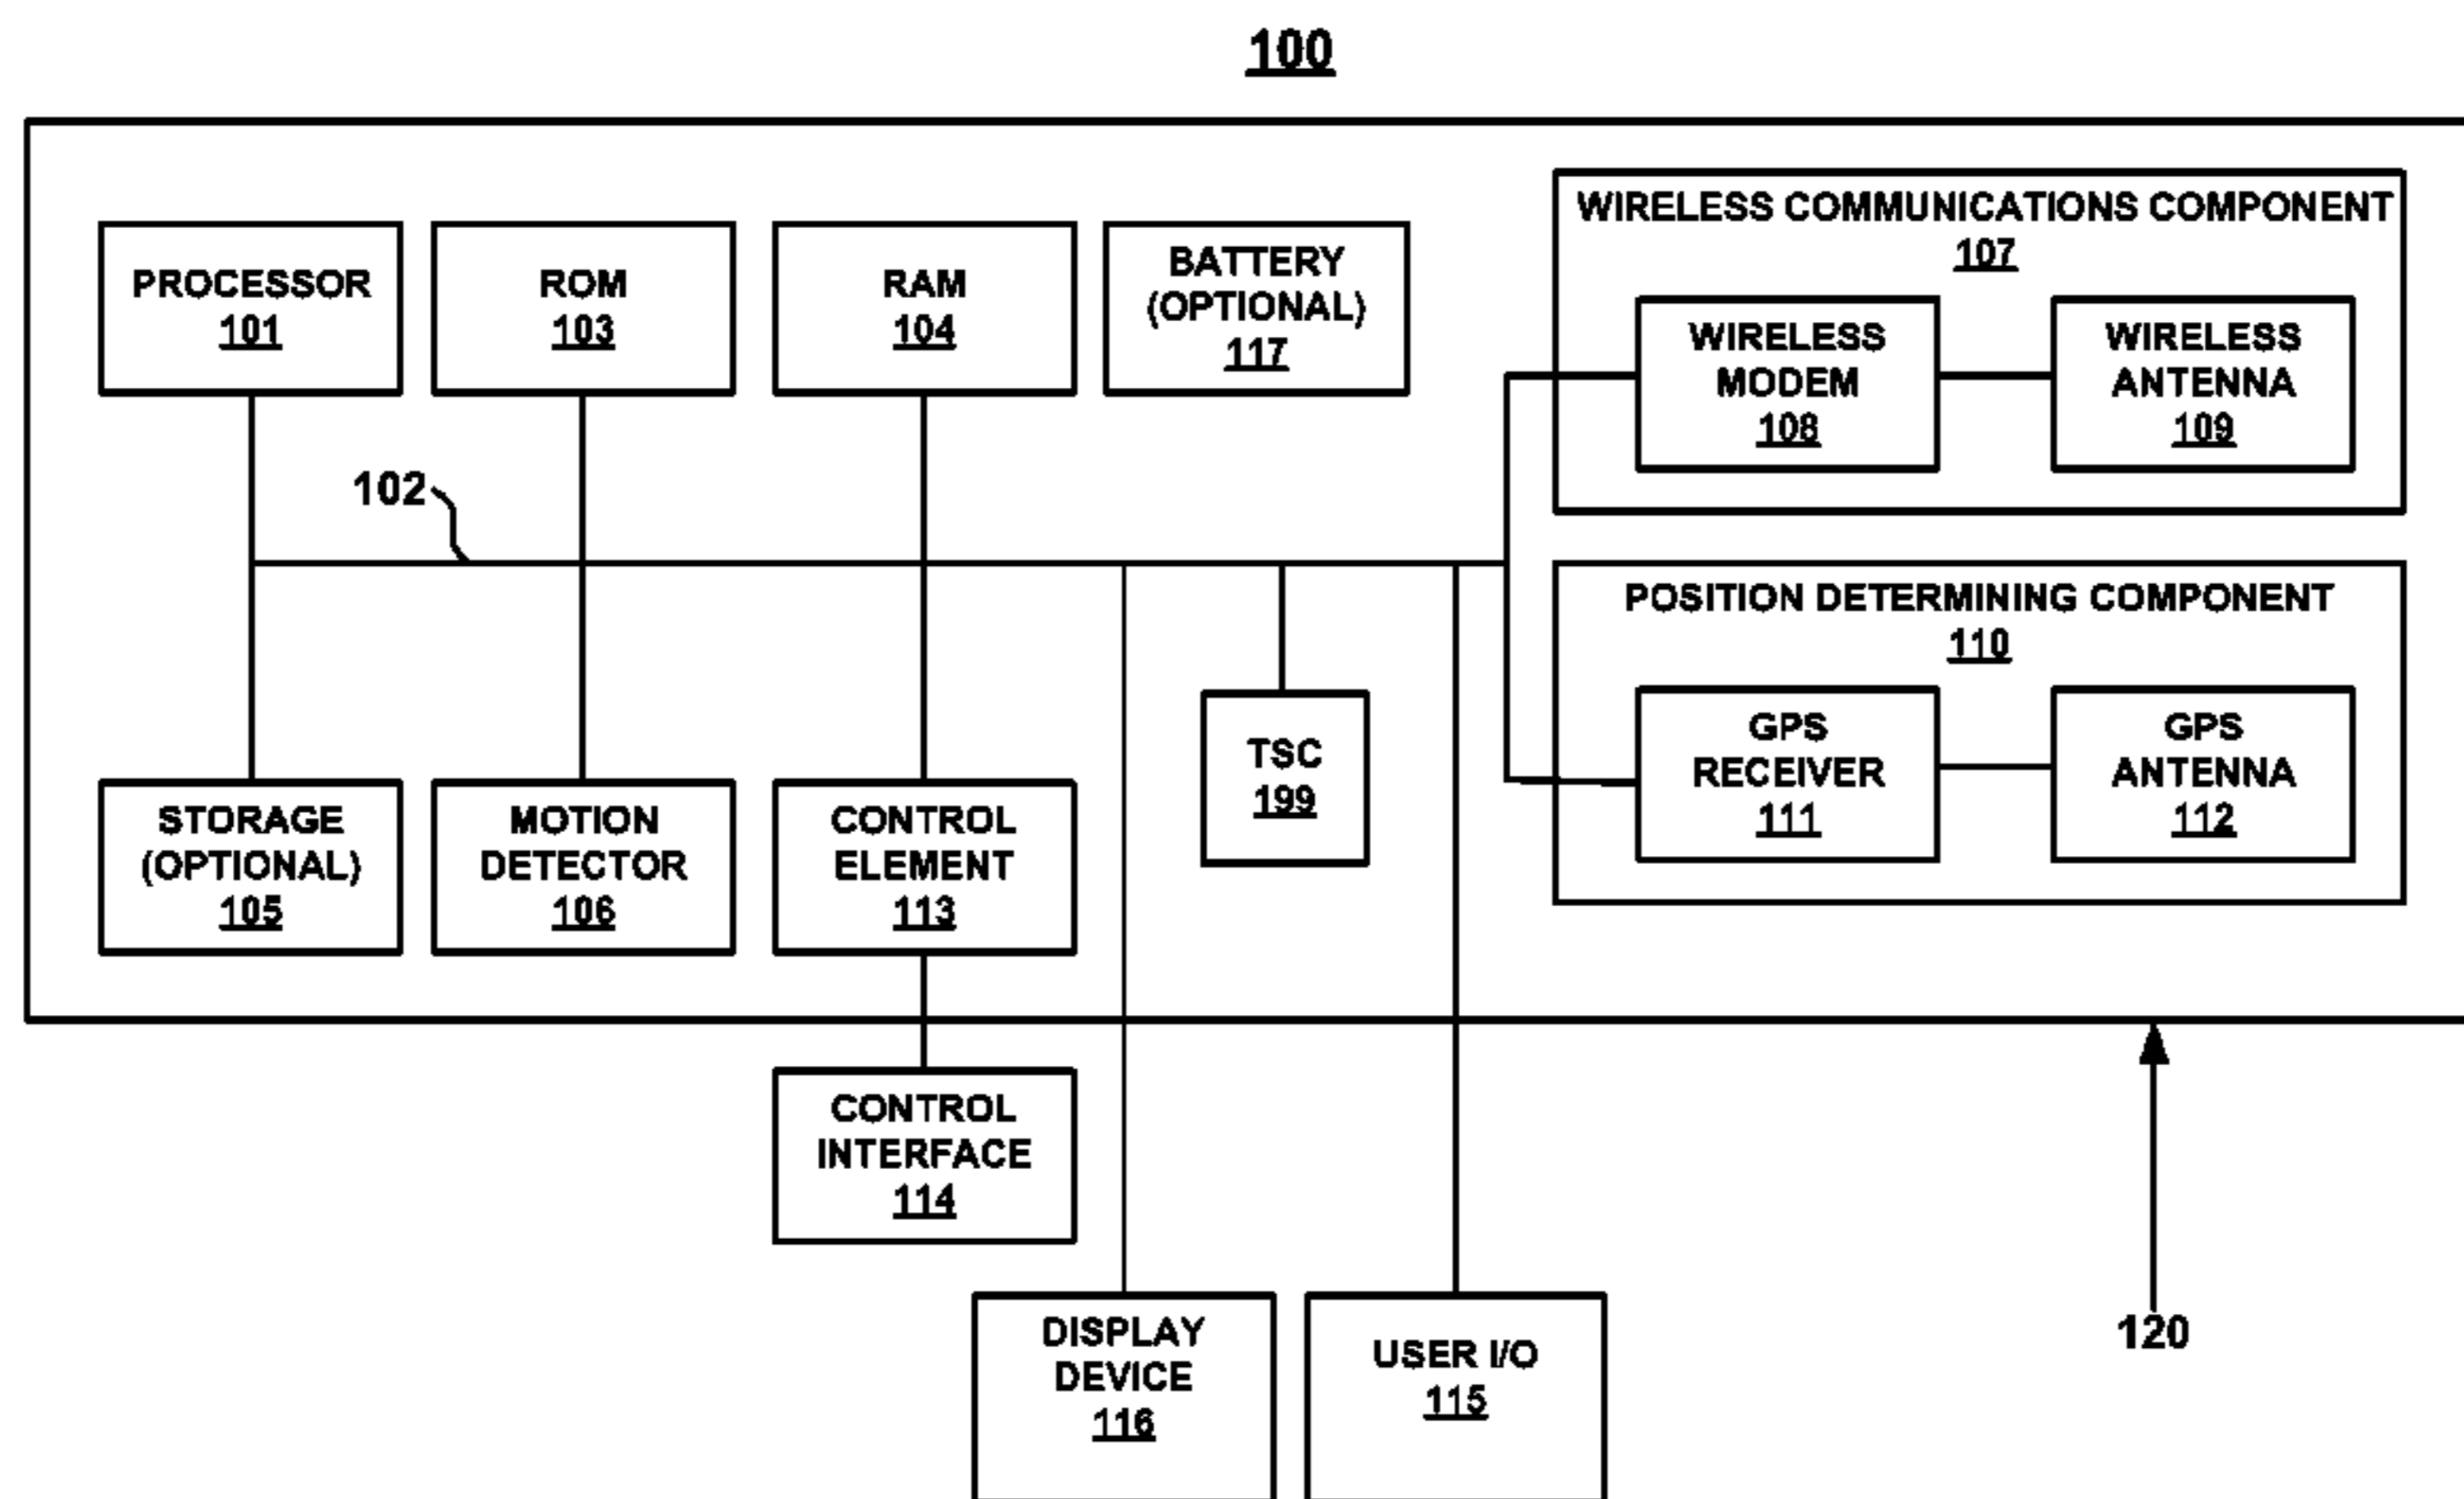 100
PROCESSOR
101
ROM
103
RAM
104
BATTERY
(OPTIONAL)
117
WIRELESS COMMUNICATIONS COMPONENT
107
WIRELESS
MODEM
108
WIRELESS
ANTENNA
109
102
POSITION DETERMINING COMPONENT
110
GPS
RECEIVER
111
GPS
ANTENNA
112
TSC
199
STORAGE
(OPTIONAL)
105
MOTION
DETECTOR
106
CONTROL
ELEMENT
113
CONTROL
INTERFACE
114
DISPLAY
DEVICE
116
USER I/O
115
120